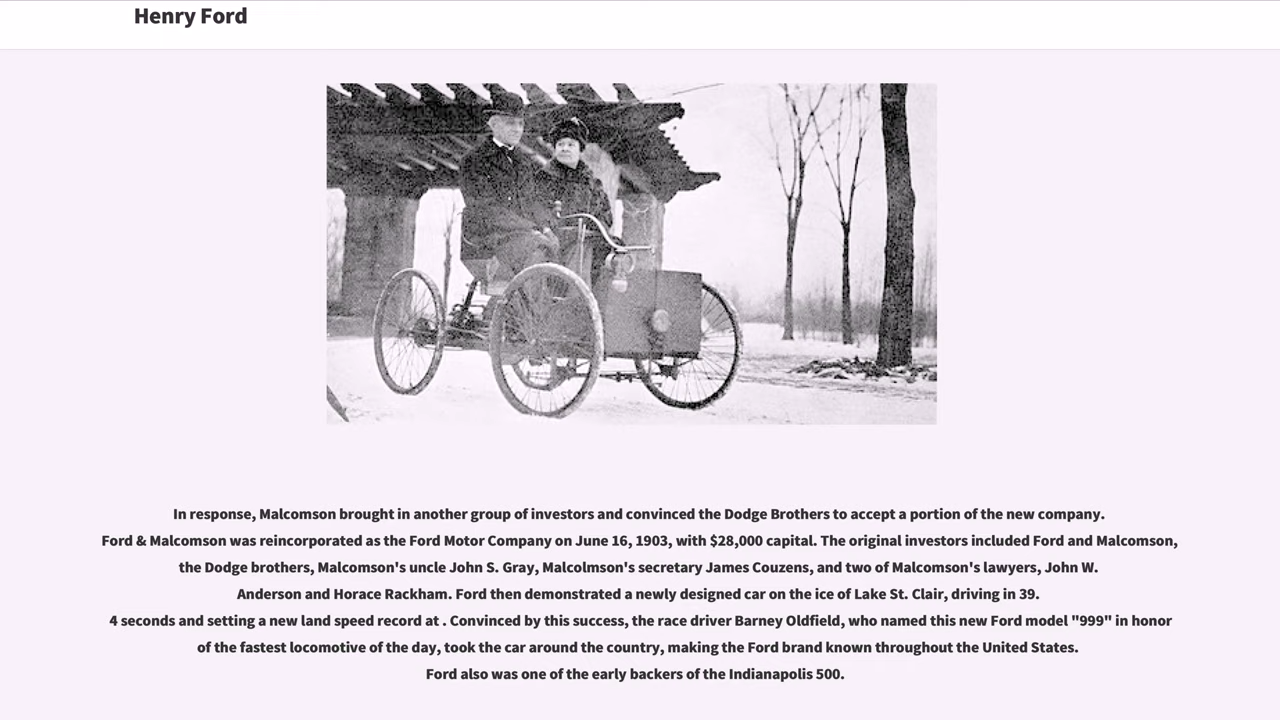 Henry Ford
In response, Malcomson brought in another group of investors and convinced the Dodge Brothers to accept a portion of the new company.
Ford & Malcomson was reincorporated as the Ford Motor Company on June 16, 1903, with $28,000 capital. The original investors included Ford and Malcomson,
the Dodge brothers, Malcomson's uncle John S. Gray, Malcolmson's secretary James Couzens, and two of Malcomson's lawyers, John W.
Anderson and Horace Rackham. Ford then demonstrated a newly designed car on the ice of Lake St. Clair, driving in 39.
4 seconds and setting a new land speed record at . Convinced by this success, the race driver Barney Oldfield, who named this new Ford model "999" in honor
of the fastest locomotive of the day, took the car around the country, making the Ford brand known throughout the United States.
Ford also was one of the early backers of the Indianapolis 500.